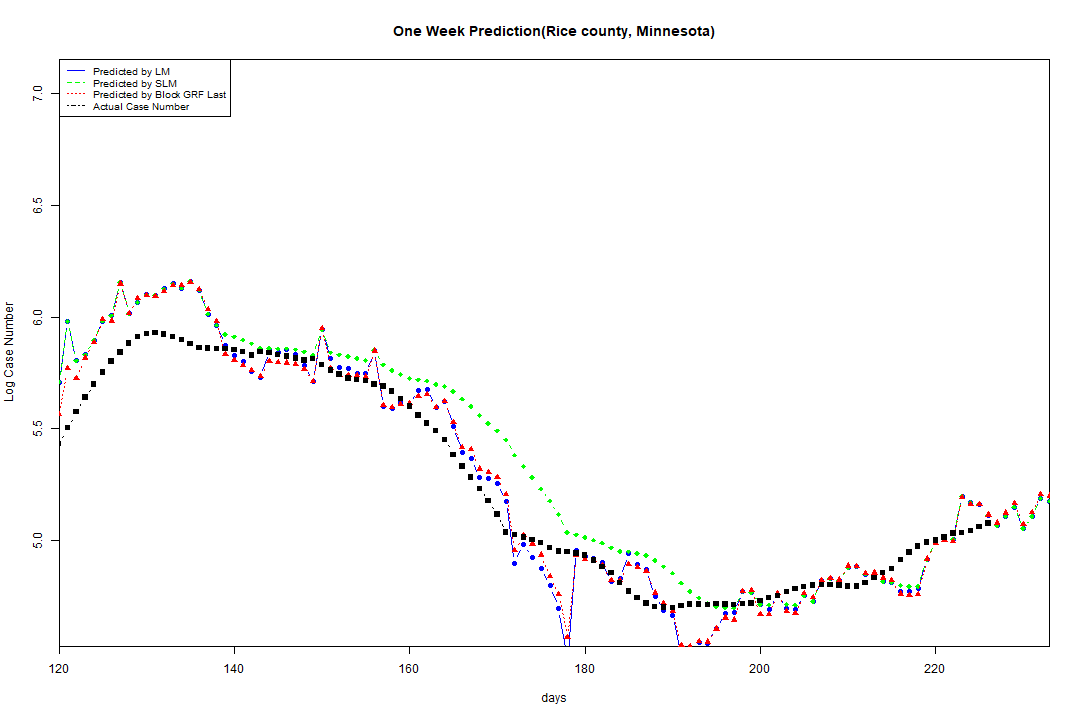 One Week Prediction(Rice county, Minnesota)
Predicted by LM
Predicted by SLM
Predicted by Block GRF Last
Actual Case Number
7.0
6.5
6.0
5.5
5.0
Log Case Number
120 140 160 180 200 220
days